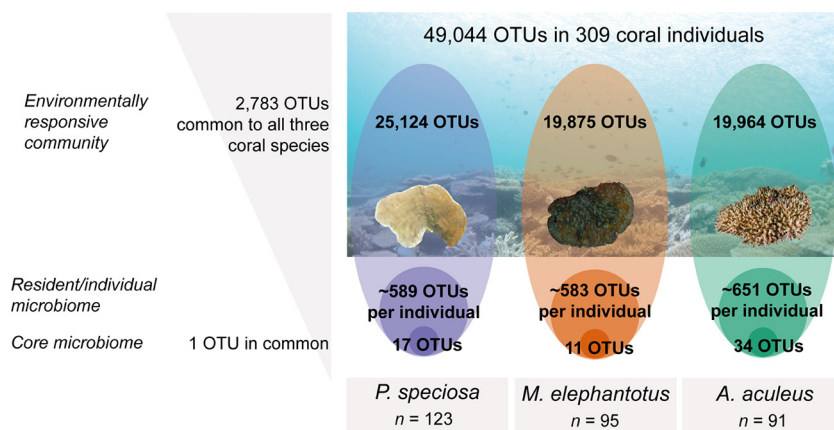 49,044 OTUs in 309 coral individuals
Environmentally
responsive
community
2,783 OTUs
common to all three
coral species
25,124 OTUs
19,875 OTUs
19,964 OTUs
Resident/individual
microbiome
~589 OTUs
per individual
~583 OTUs
per individual
~651 OTUs
per individual
Core microbiome
1 OTU in common
17 OTUs
11 OTUs
34 OTUs
P. speciosa
n = 123
M. elephantotus
n = 95
A. aculeus
n = 91